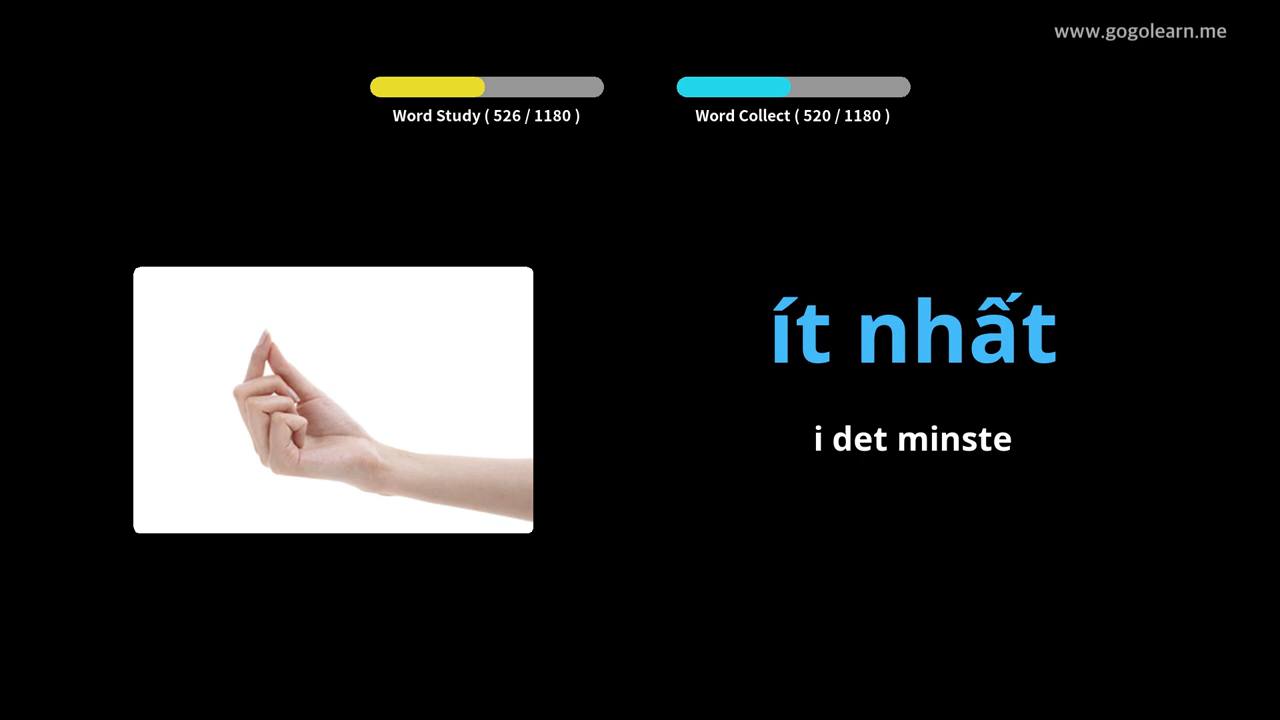 www.gogolearn.me
Word Study ( 526 / 1180 )
Word Collect ( 520 / 1180 )
ít nhất
i det minste